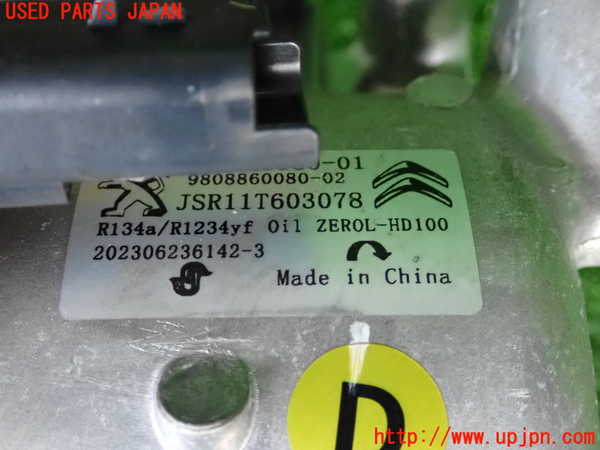 USED PARTS JAPAN
-01
9808860080-02
JSR11T603078
R134a/R1234yf Oil ZEROL-HD100
202306236142-3
Made in China
D
UPJ
http://www.upjpn.com/